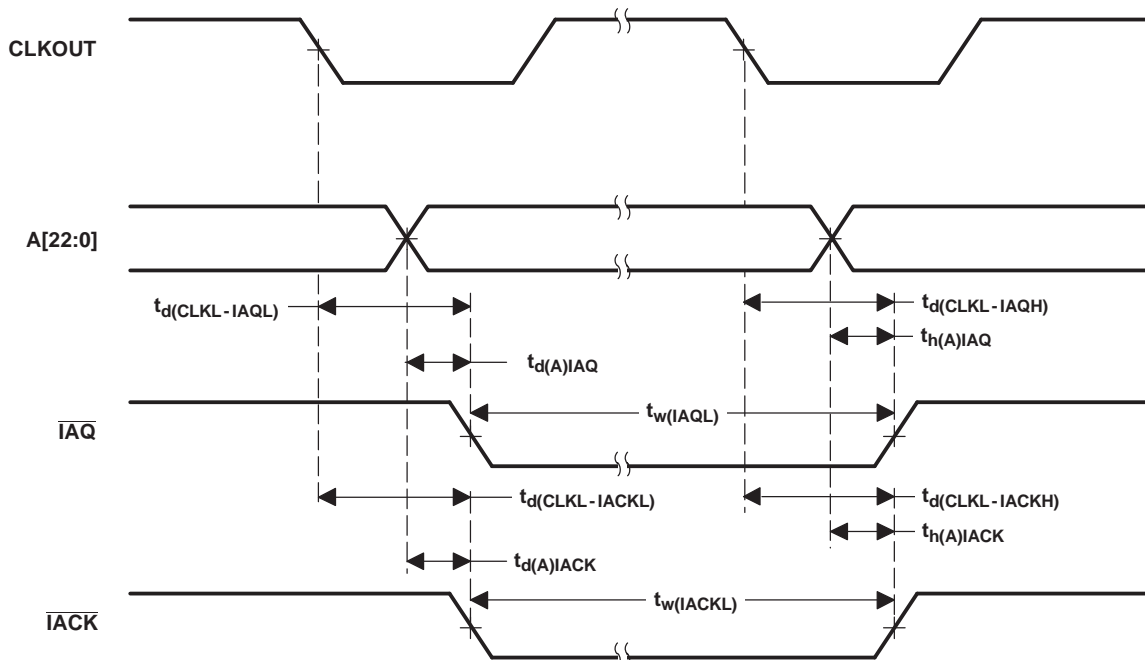 CLKOUT
A[22:0]
td(CLKL-IAQL)
td(CLKL-IAQH)
th(A)IAQ
td(A)IAQ
tw(IAQL)
IAQ
td(CLKL-IACKL)
td(CLKL-IACKH)
th(A)IACK
td(A)IACK
tw(IACKL)
IACK